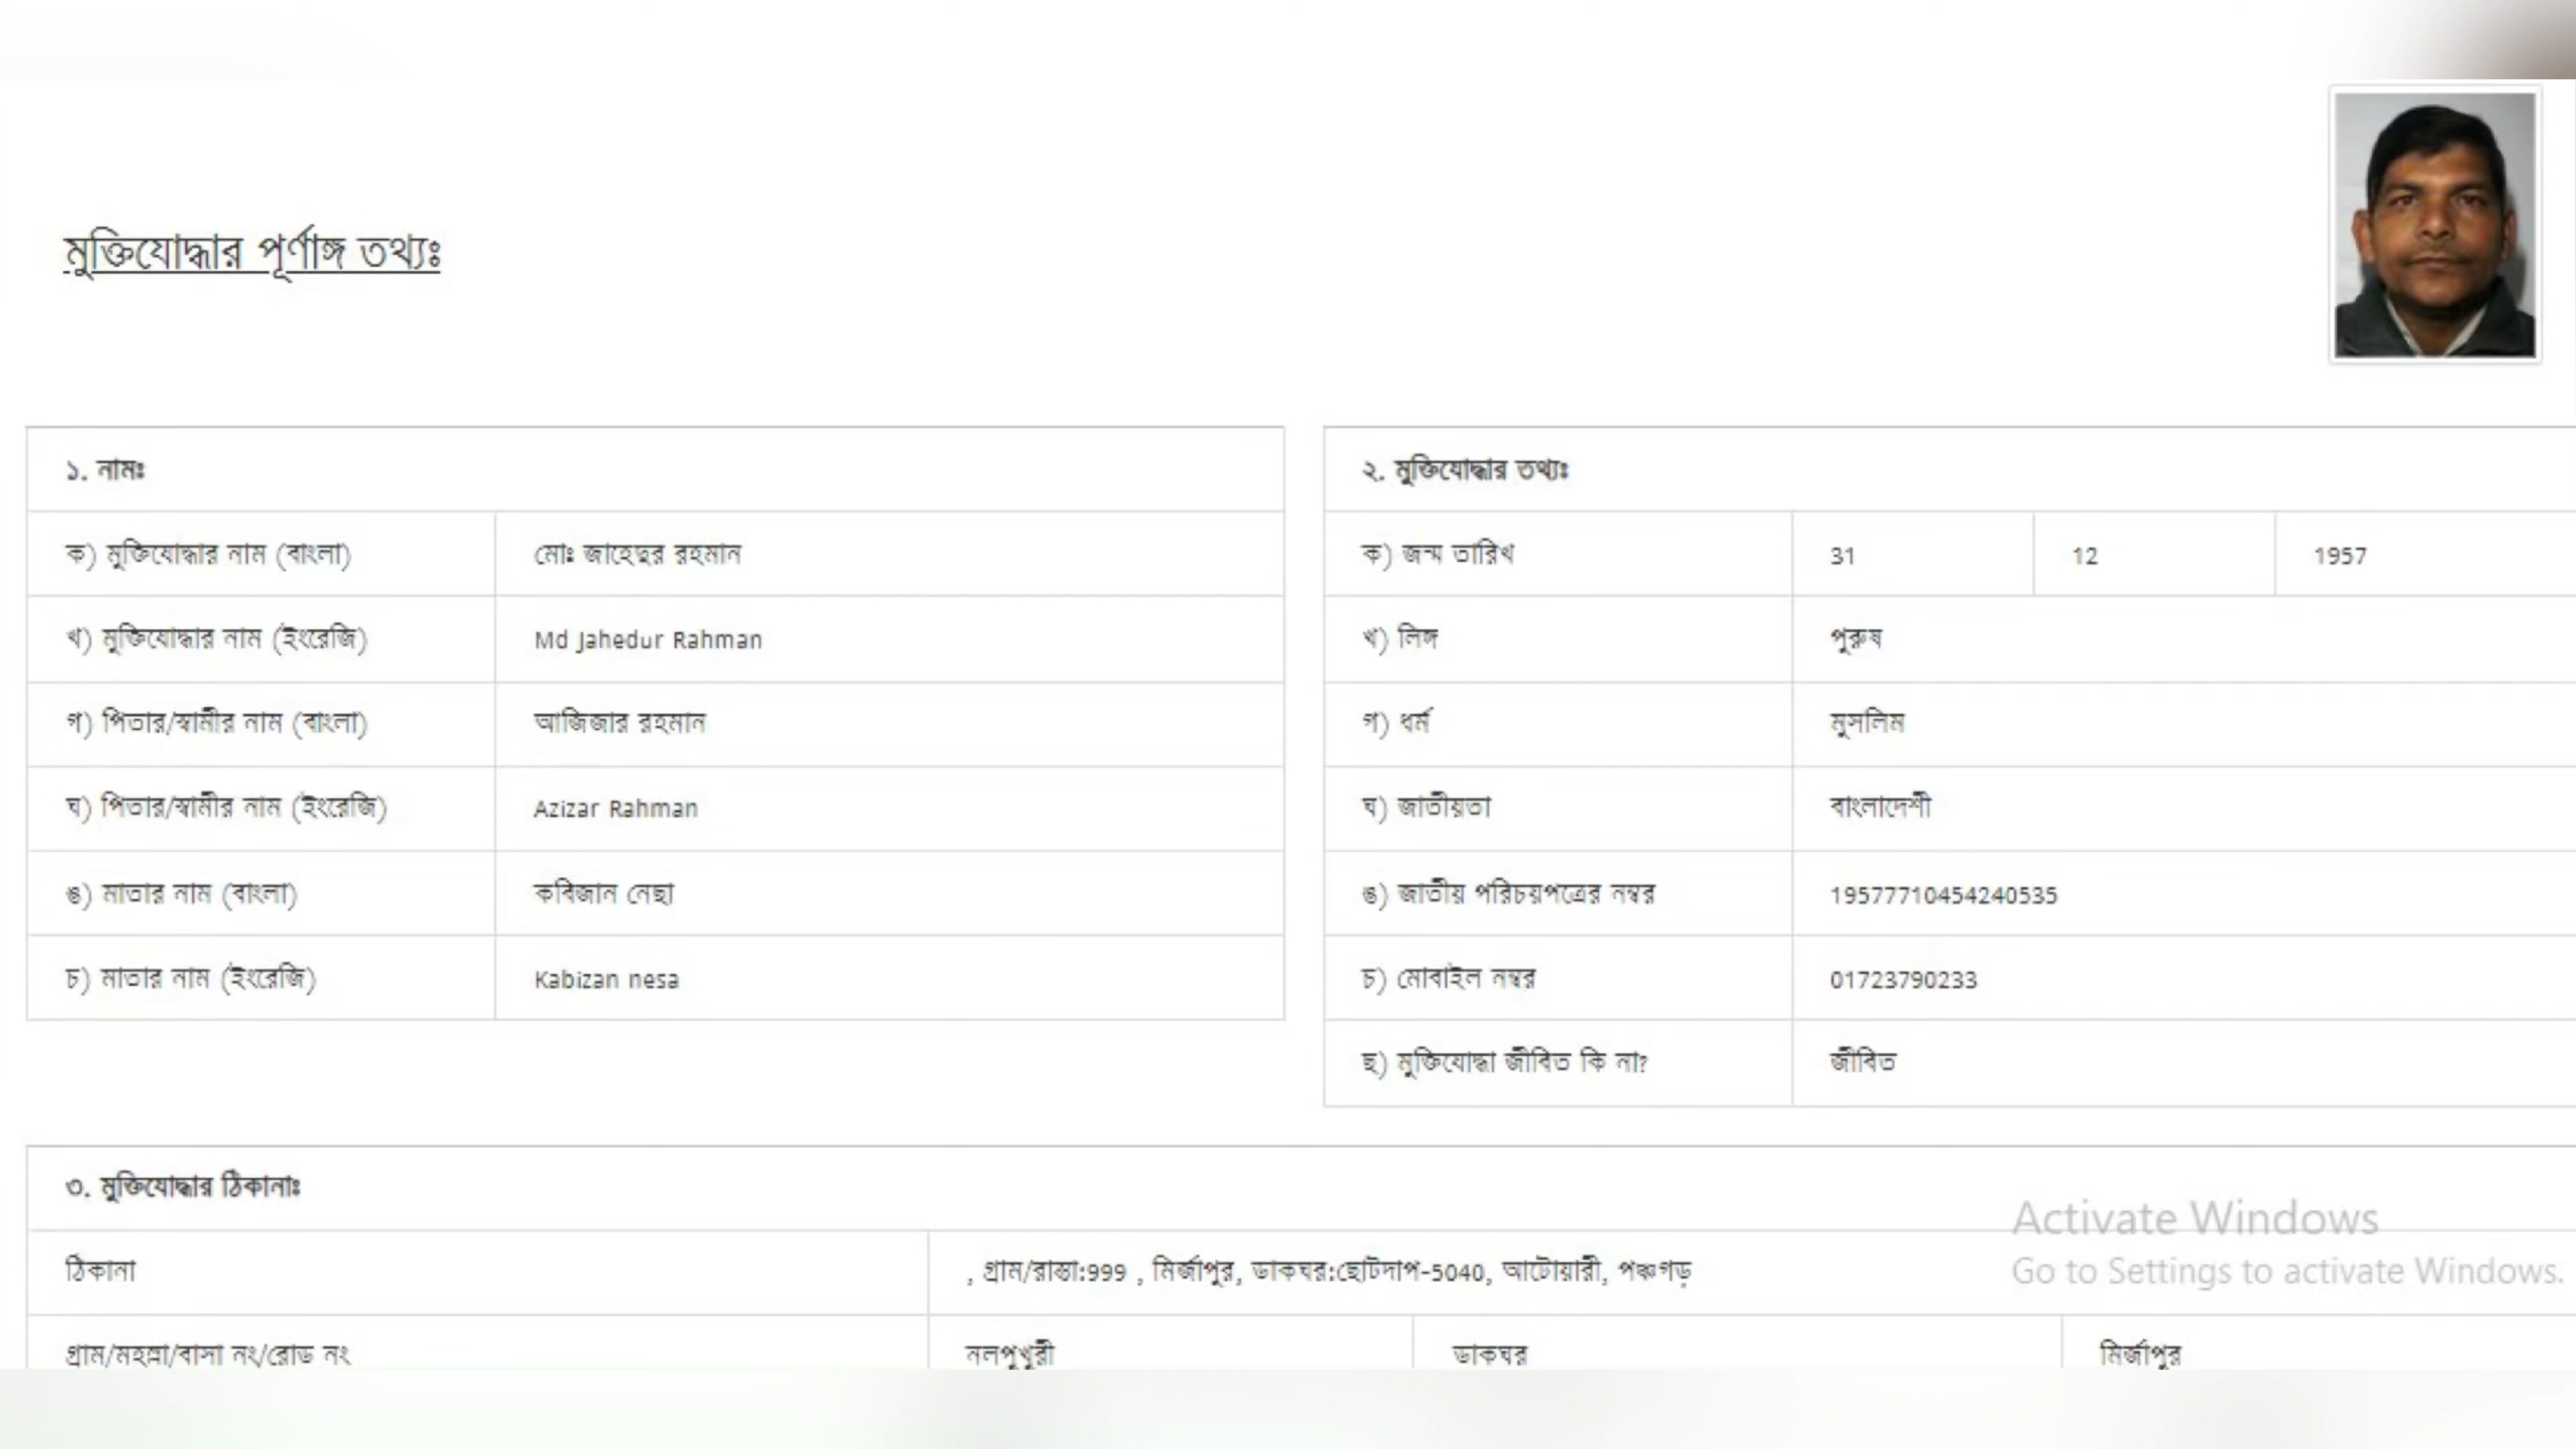 মুক্তিযোদ্ধার পূর্ণাঙ্গ তথ্যঃ
১. নামঃ
ক) মুক্তিযোদ্ধার নাম (বাংলা) মোঃ জাহেদুর রহমান
খ) মুক্তিযোদ্ধার নাম (ইংরেজি) Md Jahedur Rahman
গ) পিতার/স্বামীর নাম (বাংলা) আজিজার রহমান
ঘ) পিতার/স্বামীর নাম (ইংরেজি) Azizar Rahman
ঙ) মাতার নাম (বাংলা) কবিজান নেছা
চ) মাতার নাম (ইংরেজি) Kabizan nesa
২. মুক্তিযোদ্ধার তথ্যঃ
ক) জন্ম তারিখ 31 12 1957
খ) লিঙ্গ পুরুষ
গ) ধর্ম মুসলিম
ঘ) জাতীয়তা বাংলাদেশী
ঙ) জাতীয় পরিচয়পত্রের নম্বর 19577710454240535
চ) মোবাইল নম্বর 01723790233
ছ) মুক্তিযোদ্ধা জীবিত কি না? জীবিত
৩. মুক্তিযোদ্ধার ঠিকানাঃ
ঠিকানা , গ্রাম/রাস্তা:999 , মির্জাপুর, ডাকঘর:ছোটদাপ-5040, আটোয়ারী, পঞ্চগড়
গ্রাম/মহল্লা/বাসা নং/রোড নং নলপুখুরী ডাকঘর মির্জাপুর
Activate Windows
Go to Settings to activate Windows.